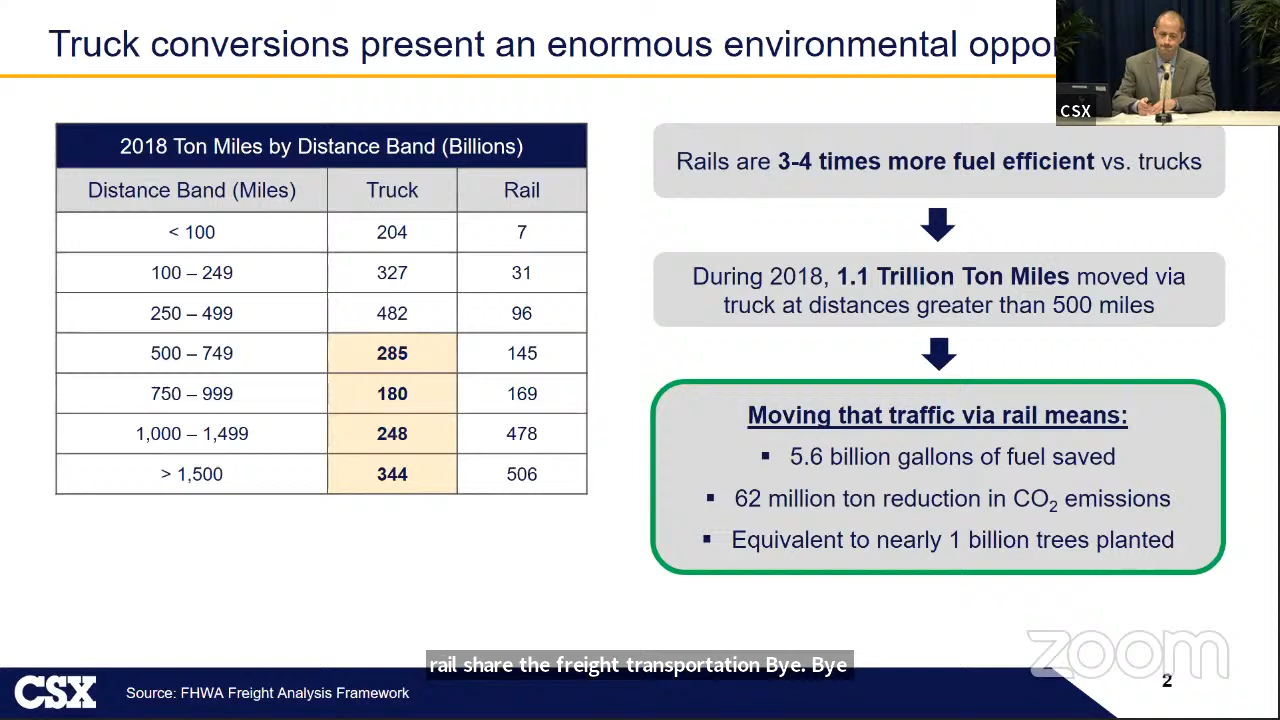 Truck conversions present an enormous environmental oppo
CSX
2018 Ton Miles by Distance Band (Billions)
Distance Band (Miles) Truck Rail
< 100 204 7
100 – 249 327 31
250 – 499 482 96
500 – 749 285 145
750 – 999 180 169
1,000 – 1,499 248 478
> 1,500 344 506
Rails are 3-4 times more fuel efficient vs. trucks
During 2018, 1.1 Trillion Ton Miles moved via
truck at distances greater than 500 miles
Moving that traffic via rail means:
▪ 5.6 billion gallons of fuel saved
▪ 62 million ton reduction in CO₂ emissions
▪ Equivalent to nearly 1 billion trees planted
zoom
rail share the freight transportation Bye. Bye
CSX
Source: FHWA Freight Analysis Framework
2